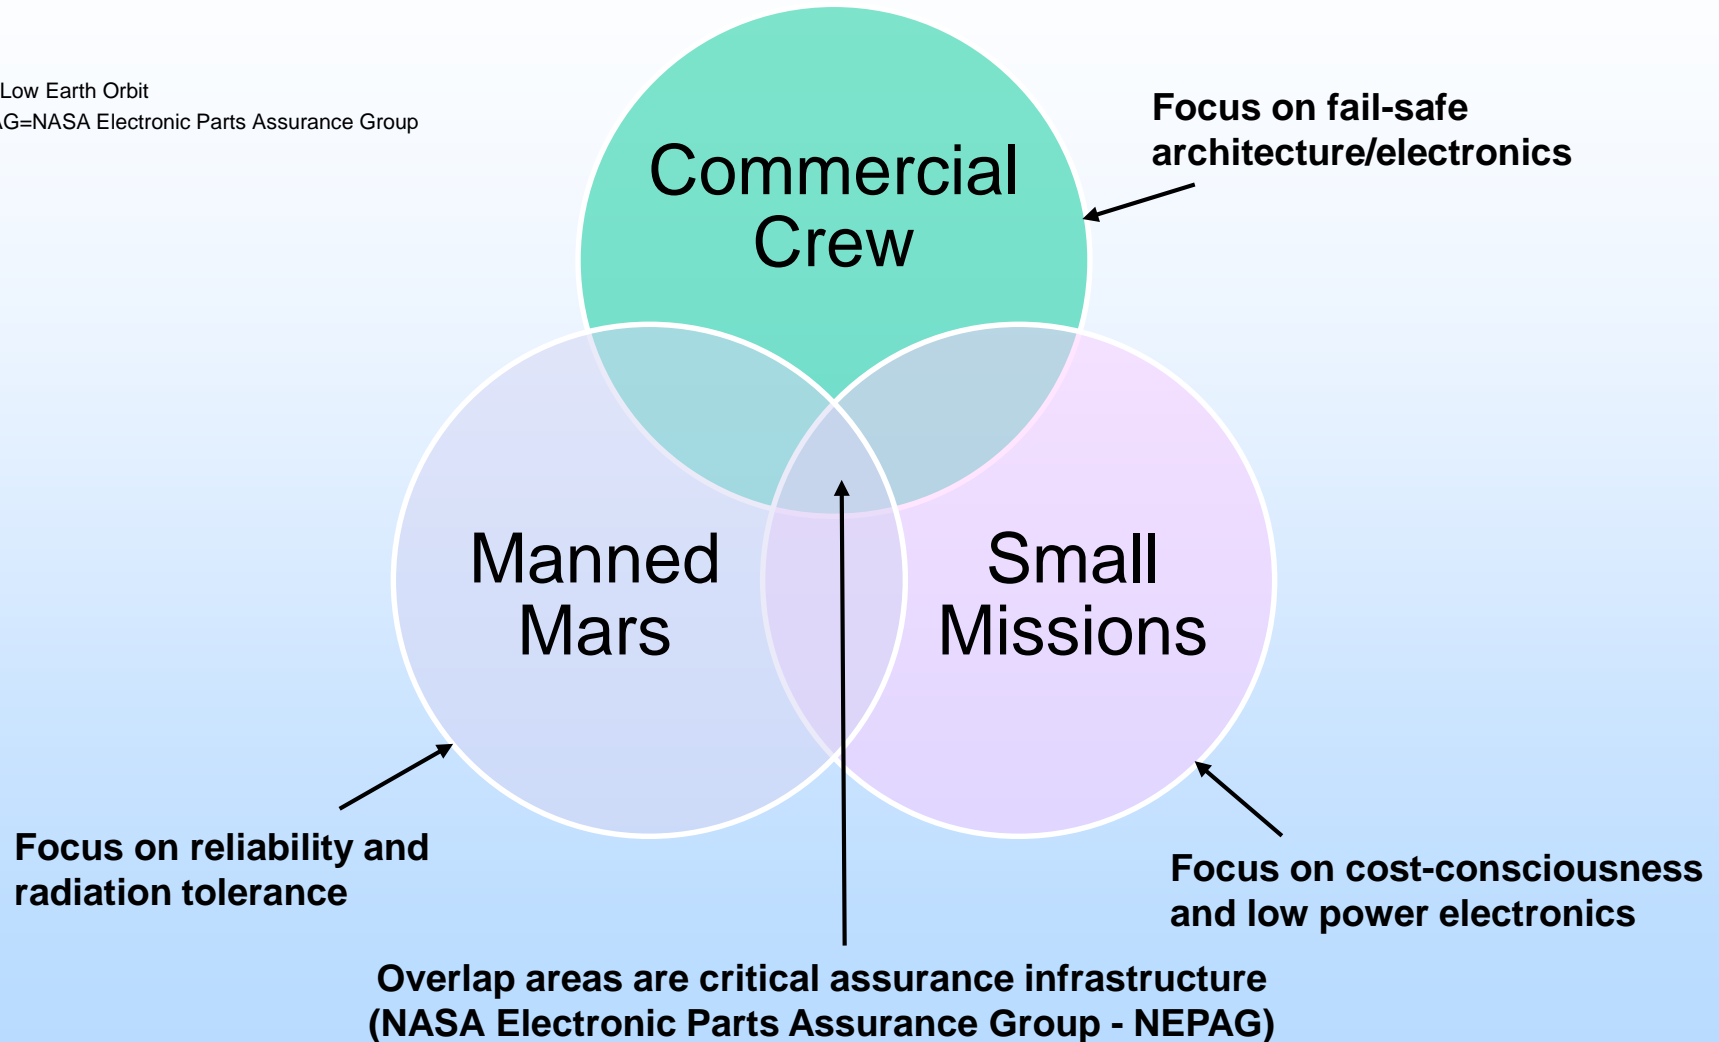 Low Earth Orbit
AG=NASA Electronic Parts Assurance Group
Focus on fail-safe
architecture/electronics
Commercial
Crew
Manned
Mars
Small
Missions
Focus on reliability and
radiation tolerance
Focus on cost-consciousness
and low power electronics
Overlap areas are critical assurance infrastructure
(NASA Electronic Parts Assurance Group - NEPAG)